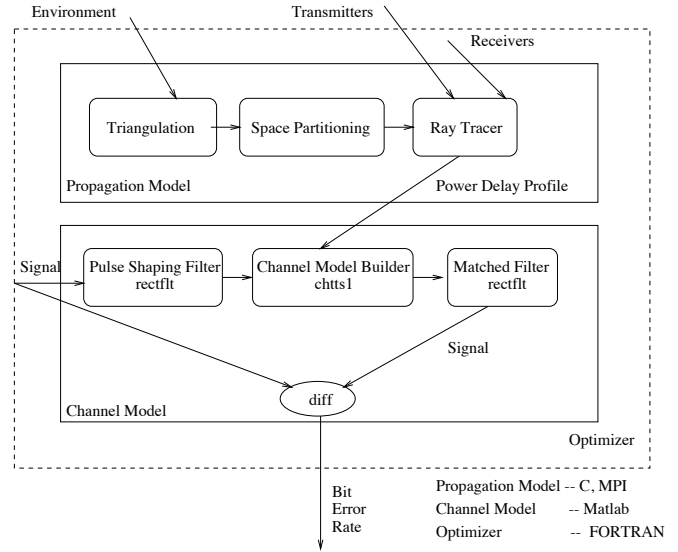 Environment
Transmitters
Receivers
Triangulation
Space Partitioning
Ray Tracer
Propagation Model
Power Delay Profile
Signal
Pulse Shaping Filter
rectflt
Channel Model Builder
chtts1
Matched Filter
rectflt
Signal
diff
Channel Model
Optimizer
Bit
Error
Rate
Propagation Model -- C, MPI
Channel Model -- Matlab
Optimizer -- FORTRAN